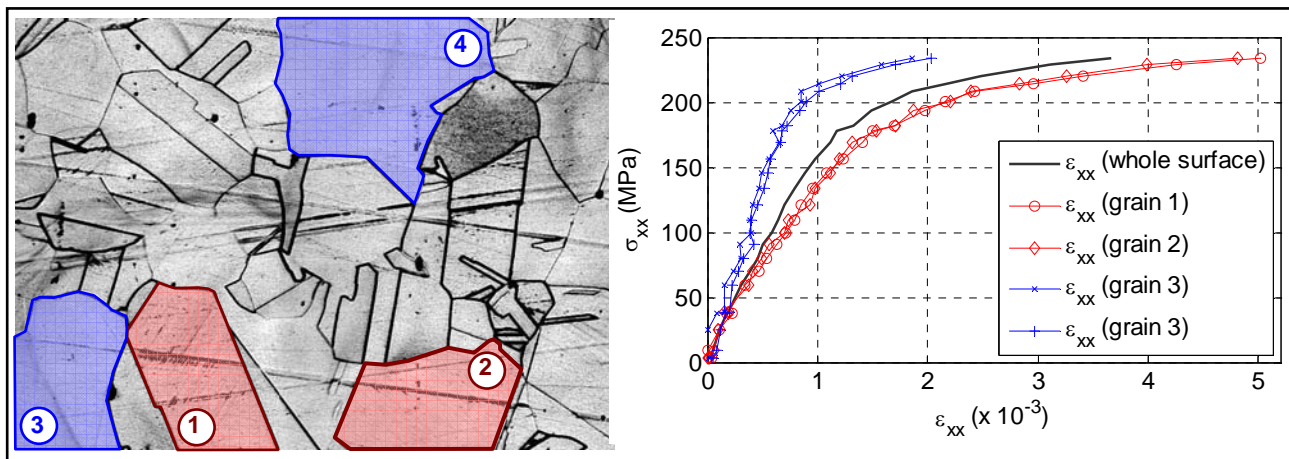 4
3
1
2
250
200
150
100
50
0
σxx (MPa)
εxx (whole surface)
εxx (grain 1)
εxx (grain 2)
εxx (grain 3)
εxx (grain 3)
0 1 2 3 4 5
εxx (x 10⁻³)